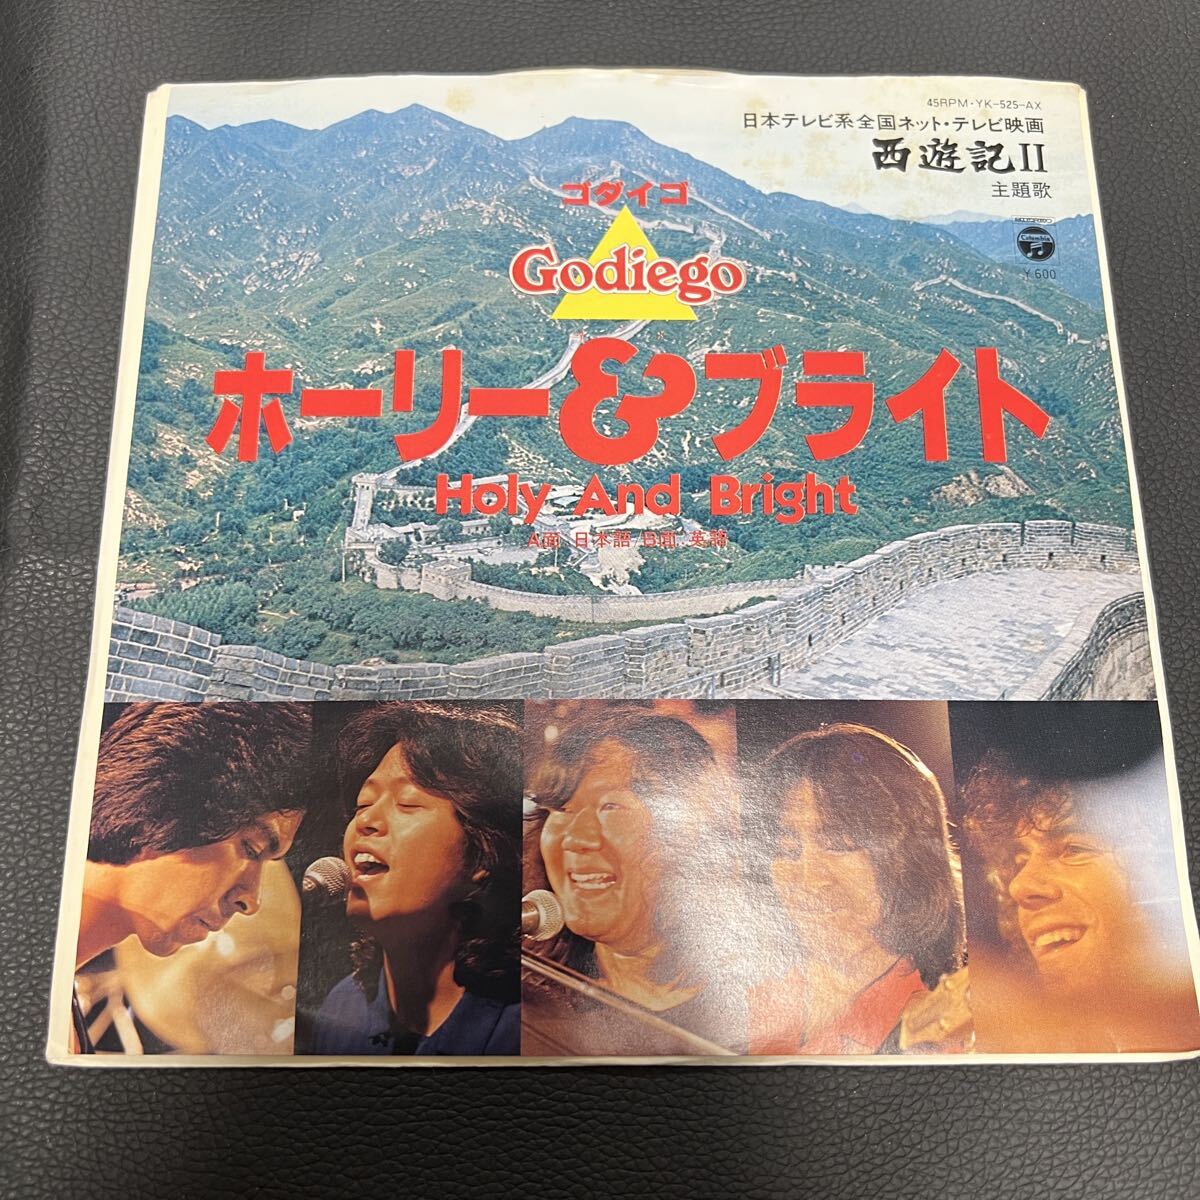 45RPM・YK-525-AX
日本テレビ系全国ネット・テレビ映画
西遊記II
主題歌
Columbia
¥600
ゴダイゴ
Godiego
ホーリー&ブライト
Holy And Bright
A面 日本語 B面 英語